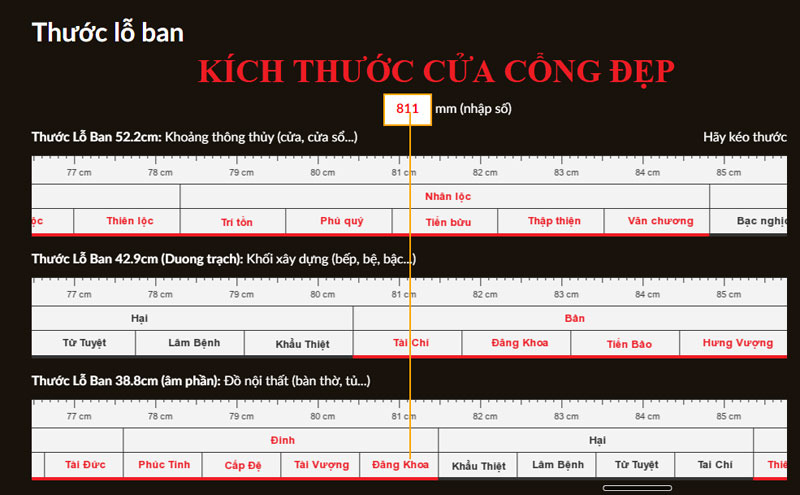 Thước lỗ ban
KÍCH THƯỚC CỬA CỔNG ĐẸP
811 mm (nhập số)
Thước Lỗ Ban 52.2cm: Khoảng thông thủy (cửa, cửa sổ...) Hãy kéo thước
77 cm 78 cm 79 cm 80 cm 81 cm 82 cm 83 cm 84 cm 85 cm
Nhân lộc
ộc Thiên lộc Trí tồn Phú quý Tiến bửu Thập thiện Văn chương Bạc nghịc
Thước Lỗ Ban 42.9cm (Duong trạch): Khối xây dựng (bếp, bệ, bậc...)
77 cm 78 cm 79 cm 80 cm 81 cm 82 cm 83 cm 84 cm 85 cm
Hại Bản
Tử Tuyệt Lâm Bệnh Khẩu Thiệt Tài Chí Đăng Khoa Tiến Bảo Hưng Vượng
Thước Lỗ Ban 38.8cm (âm phần): Đồ nội thất (bàn thờ, tủ...)
77 cm 78 cm 79 cm 80 cm 81 cm 82 cm 83 cm 84 cm 85 cm
Đinh Hại
Tài Đức Phúc Tinh Cấp Đệ Tài Vượng Đăng Khoa Khẩu Thiệt Lâm Bệnh Tử Tuyệt Tai Chí Thiê